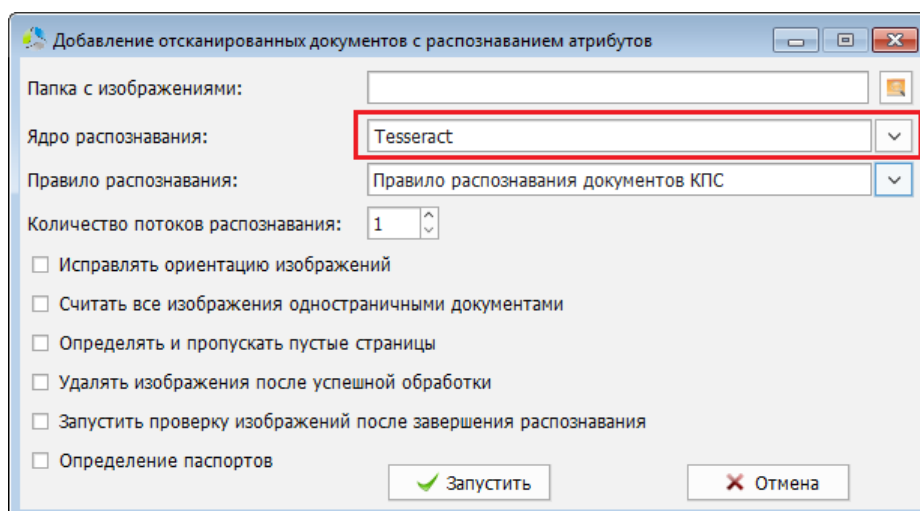 Добавление отсканированных документов с распознаванием атрибутов
Папка с изображениями:
Ядро распознавания: Tesseract
Правило распознавания: Правило распознавания документов КПС
Количество потоков распознавания: 1
Исправлять ориентацию изображений
Считать все изображения одностраничными документами
Определять и пропускать пустые страницы
Удалять изображения после успешной обработки
Запустить проверку изображений после завершения распознавания
Определение паспортов
Запустить Отмена